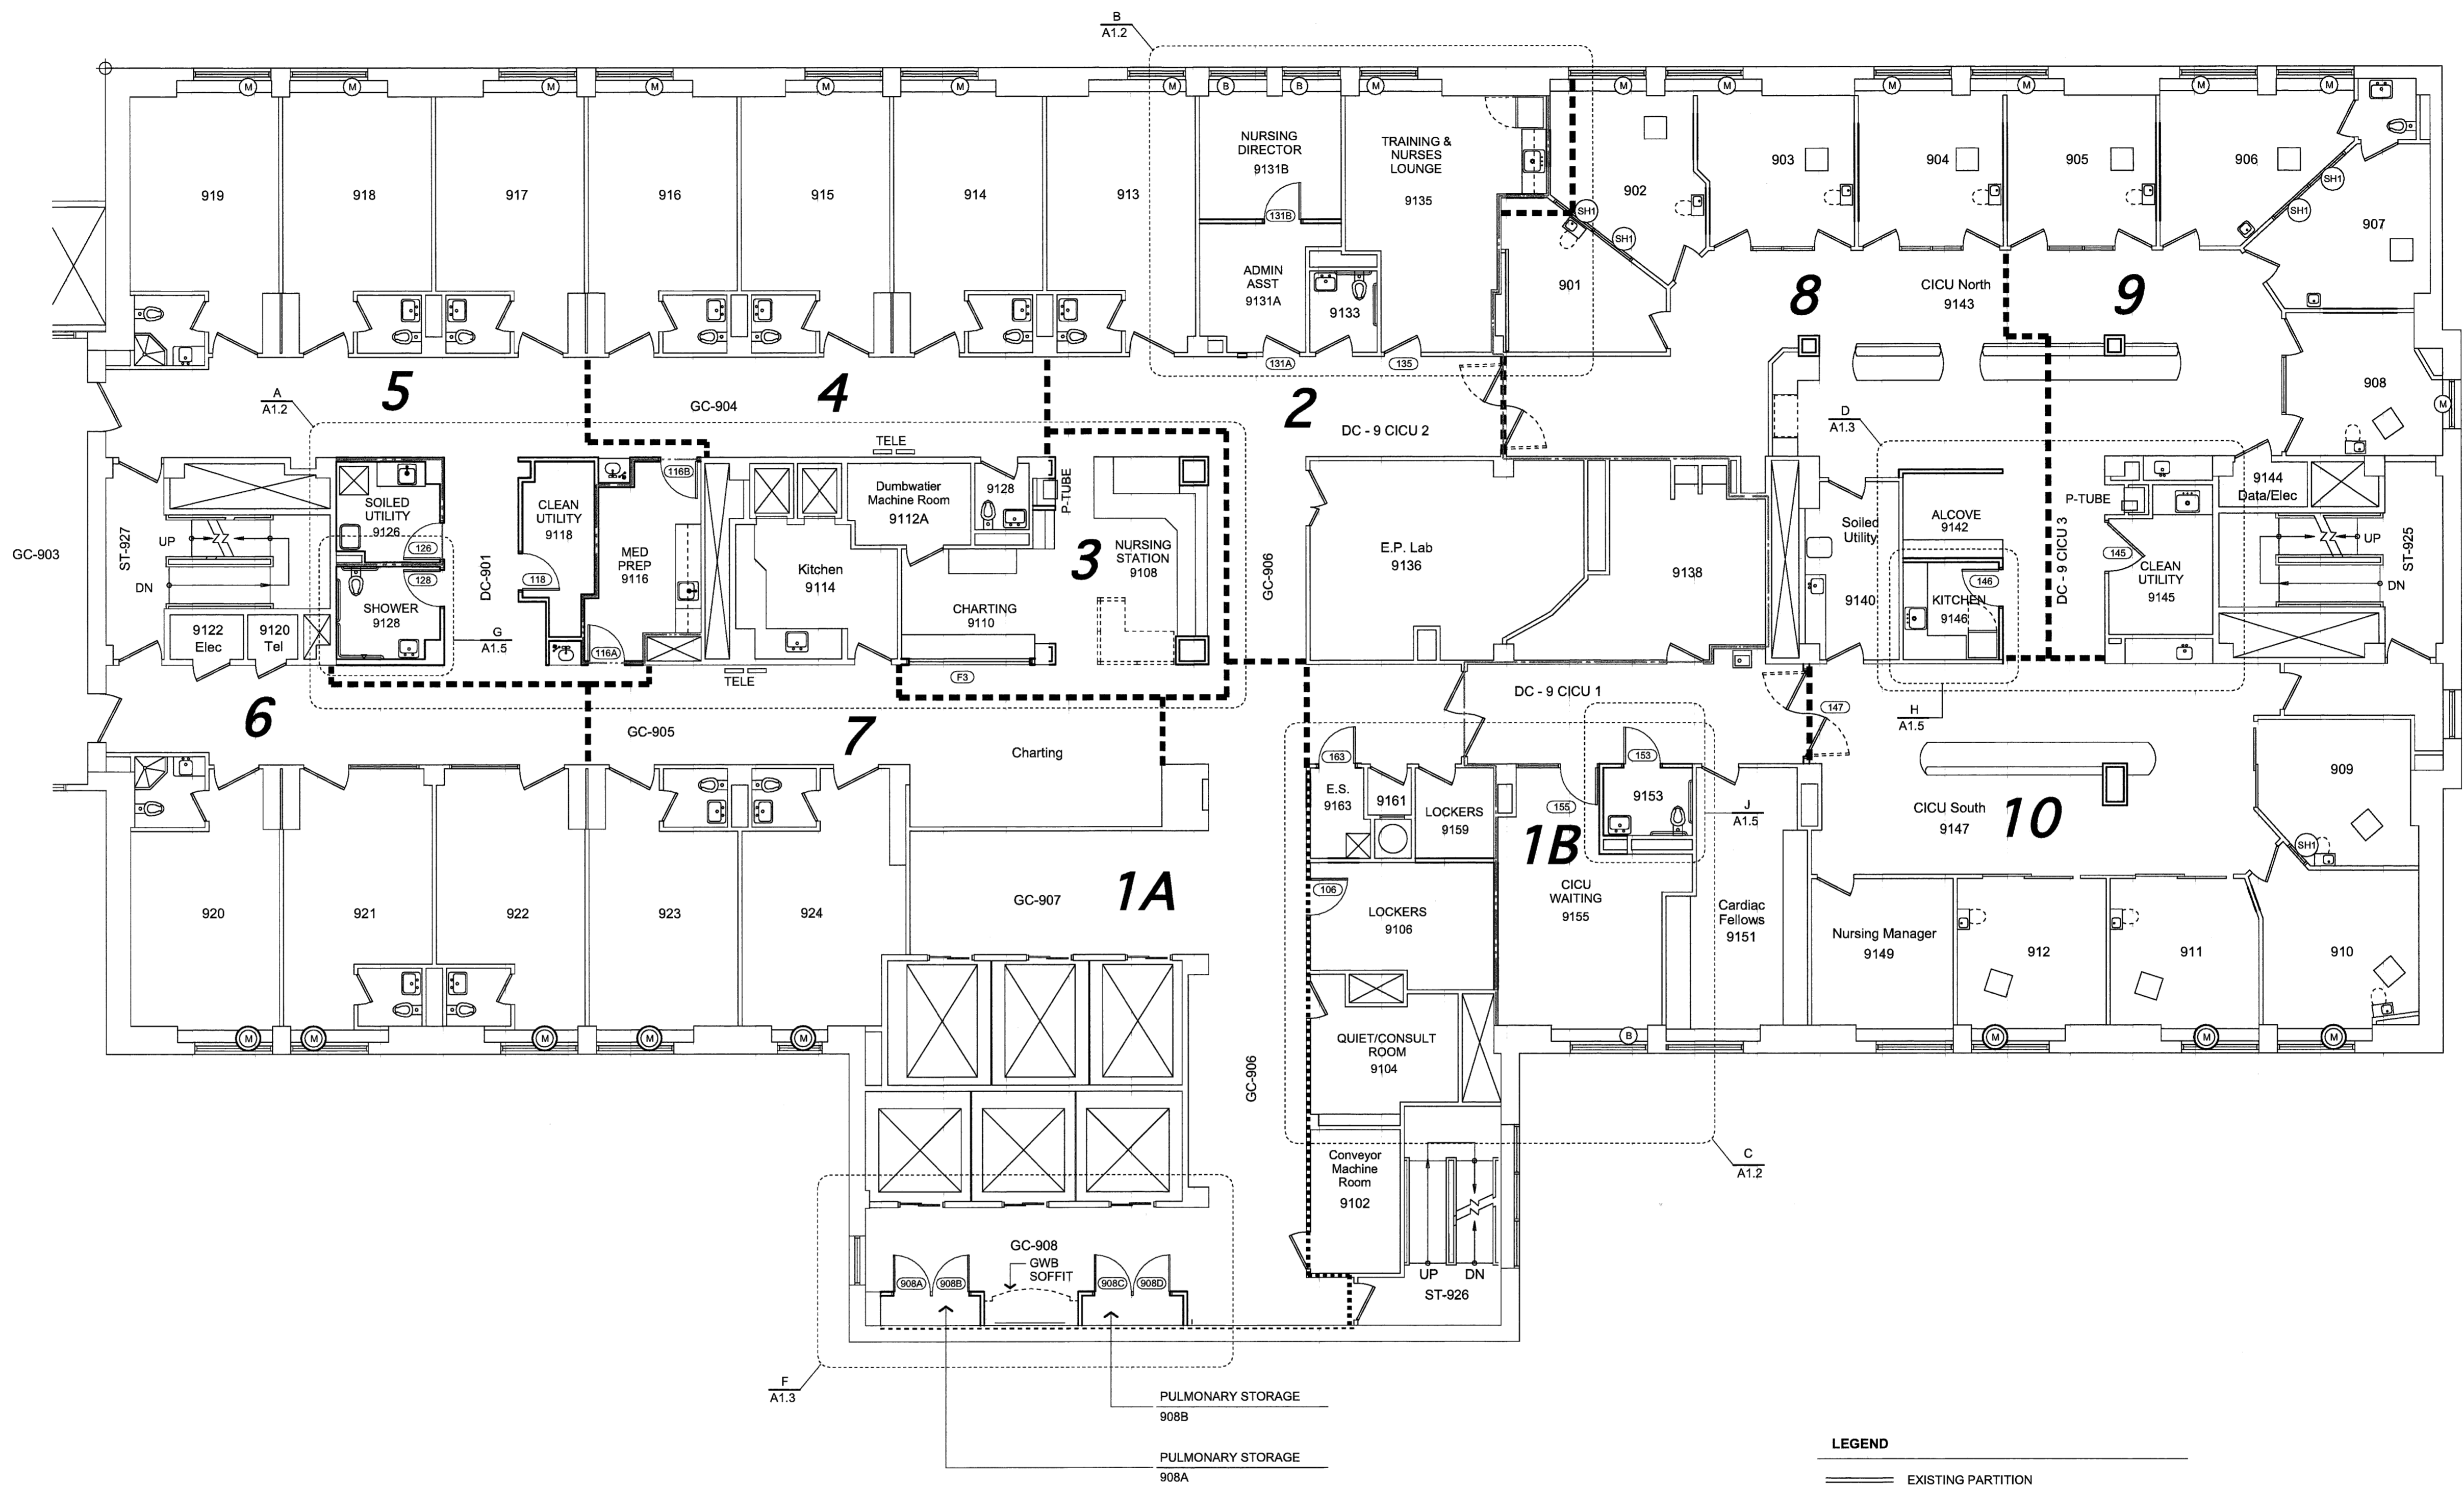 B
A1.2
M M M M M M M B B M M M M M M M
NURSING
DIRECTOR
9131B
131B
TRAINING &
NURSES
LOUNGE
9135
919
918
917
916
915
914
913
902
903
904
905
906
907
SH1
SH1
SH1
SH1
ADMIN
ASST
9131A
9133
901
131A
135
8
CICU North
9143
9
908
M
5
4
2
A
A1.2
GC-904
TELE
DC - 9 CICU 2
D
A1.3
GC-903
ST-927
UP
DN
SOILED
UTILITY
9126
126
128
SHOWER
9128
9122
Elec
9120
Tel
DC-901
G
A1.5
CLEAN
UTILITY
9118
118
116B
MED
PREP
9116
116A
Kitchen
9114
Dumbwatier
Machine Room
9112A
9128
P-TUBE
CHARTING
9110
3
NURSING
STATION
9108
GC-906
E.P. Lab
9136
9138
Soiled
Utility
9140
ALCOVE
9142
146
KITCHEN
9146
DC - 9 CICU 3
P-TUBE
145
CLEAN
UTILITY
9145
9144
Data/Elec
UP
DN
ST-925
TELE
F3
6
GC-905
7
Charting
DC - 9 CICU 1
147
H
A1.5
163
153
E.S.
9163
9161
LOCKERS
9159
155
9153
J
A1.5
1B
CICU South
9147
10
909
SH1
920
921
922
923
924
GC-907
1A
106
LOCKERS
9106
CICU
WAITING
9155
Cardiac
Fellows
9151
Nursing Manager
9149
912
911
910
M M M M M B M M M
QUIET/CONSULT
ROOM
9104
GC-906
Conveyor
Machine
Room
9102
C
A1.2
UP
DN
ST-926
GC-908
GWB
SOFFIT
908A
908B
908C
908D
F
A1.3
PULMONARY STORAGE
908B
PULMONARY STORAGE
908A
LEGEND
EXISTING PARTITION